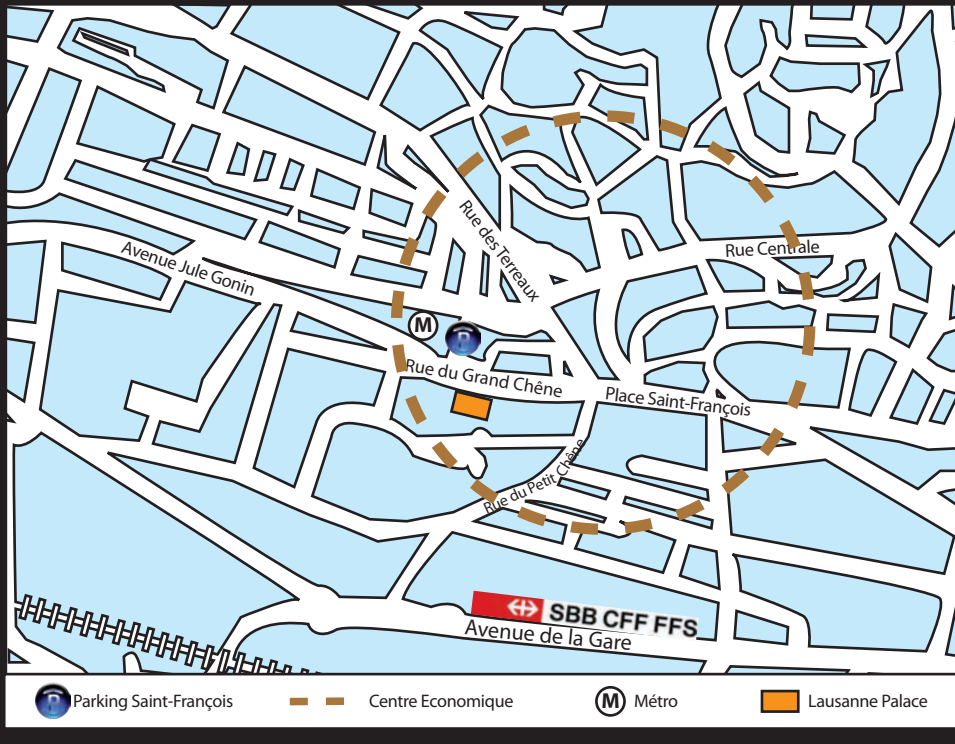 Rue des Terreaux
Rue Centrale
Avenue Jule Gonin
M
P
Rue du Grand Chêne
Place Saint-François
Rue du Petit Chêne
SBB CFF FFS
Avenue de la Gare
P Parking Saint-François
Centre Economique
M Métro
Lausanne Palace